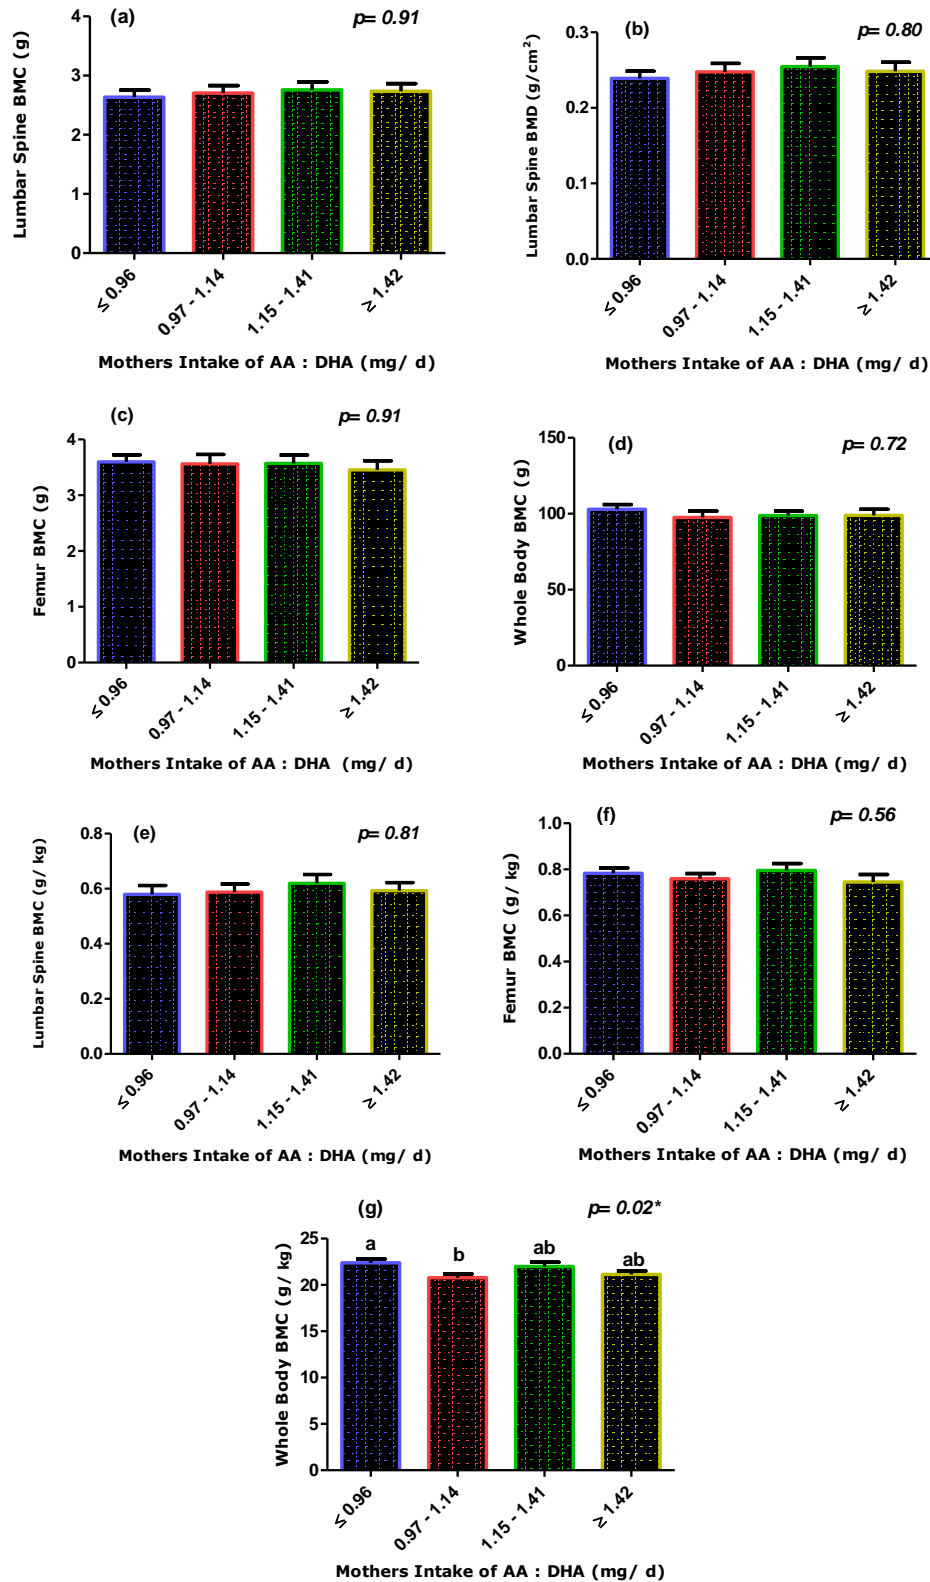 (a)
p= 0.91
Lumbar Spine BMC (g)
4
3
2
1
0
≤ 0.96
0.97 - 1.14
1.15 - 1.41
≥ 1.42
Mothers Intake of AA : DHA (mg/ d)
(b)
p= 0.80
Lumbar Spine BMD (g/cm²)
0.3
0.2
0.1
0.0
≤ 0.96
0.97 - 1.14
1.15 - 1.41
≥ 1.42
Mothers Intake of AA : DHA (mg/ d)
(c)
p= 0.91
Femur BMC (g)
4
3
2
1
0
≤ 0.96
0.97 - 1.14
1.15 - 1.41
≥ 1.42
Mothers Intake of AA : DHA (mg/ d)
(d)
p= 0.72
Whole Body BMC (g)
150
100
50
0
≤ 0.96
0.97 - 1.14
1.15 - 1.41
≥ 1.42
Mothers Intake of AA : DHA (mg/ d)
(e)
p= 0.81
Lumbar Spine BMC (g/ kg)
0.8
0.6
0.4
0.2
0.0
≤ 0.96
0.97 - 1.14
1.15 - 1.41
≥ 1.42
Mothers Intake of AA : DHA (mg/ d)
(f)
p= 0.56
Femur BMC (g/ kg)
1.0
0.8
0.6
0.4
0.2
0.0
≤ 0.96
0.97 - 1.14
1.15 - 1.41
≥ 1.42
Mothers Intake of AA : DHA (mg/ d)
(g)
p= 0.02*
Whole Body BMC (g/ kg)
25
20
15
10
5
0
a
b
ab
ab
≤ 0.96
0.97 - 1.14
1.15 - 1.41
≥ 1.42
Mothers Intake of AA : DHA (mg/ d)